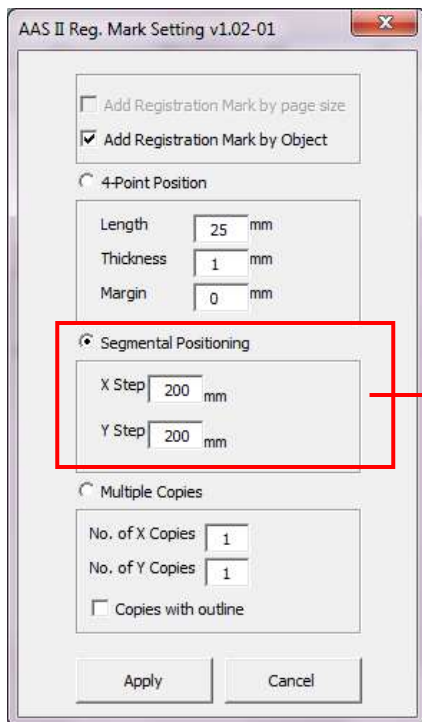 AAS II Reg. Mark Setting v1.02-01
Add Registration Mark by page size
Add Registration Mark by Object
4-Point Position
Length 25 mm
Thickness 1 mm
Margin 0 mm
Segmental Positioning
X Step 200 mm
Y Step 200 mm
Multiple Copies
No. of X Copies 1
No. of Y Copies 1
Copies with outline
Apply Cancel